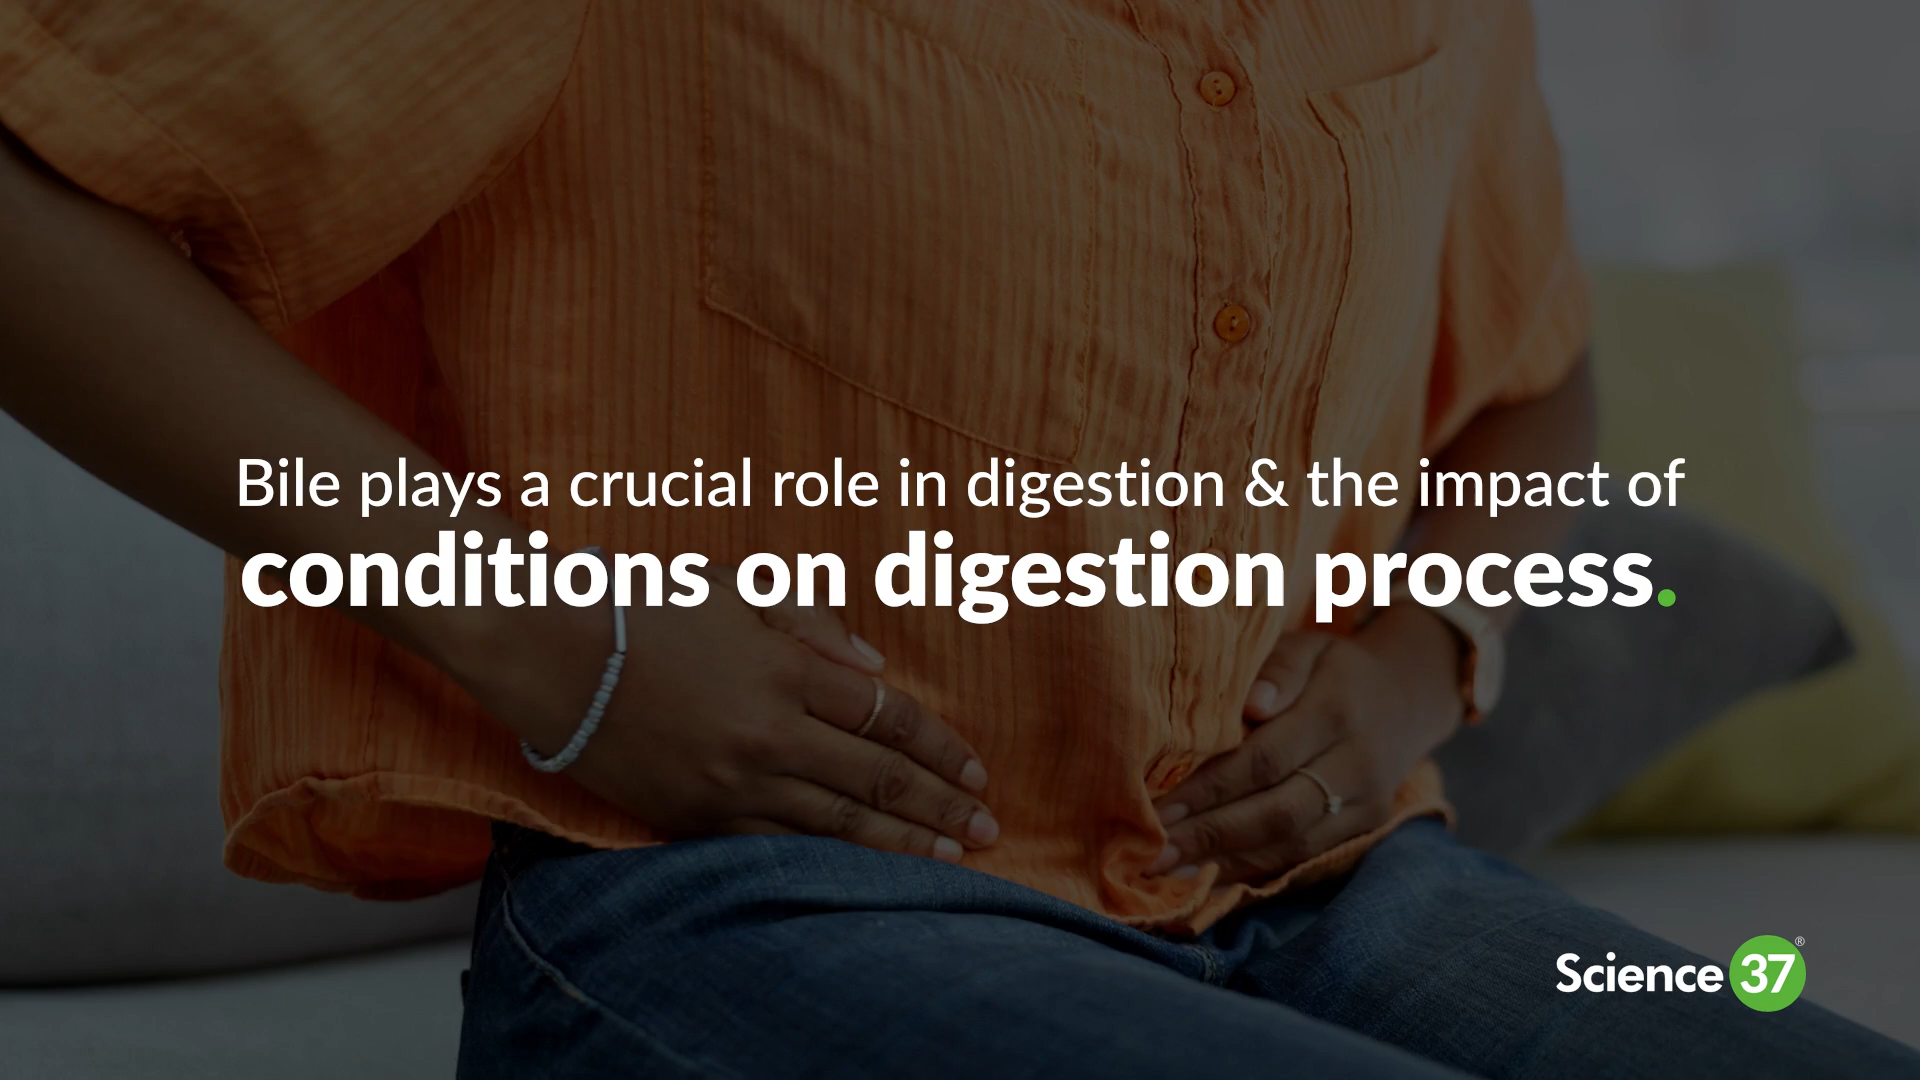 Bile plays a crucial role in digestion & the impact of
conditions on digestion process.
Science 37®